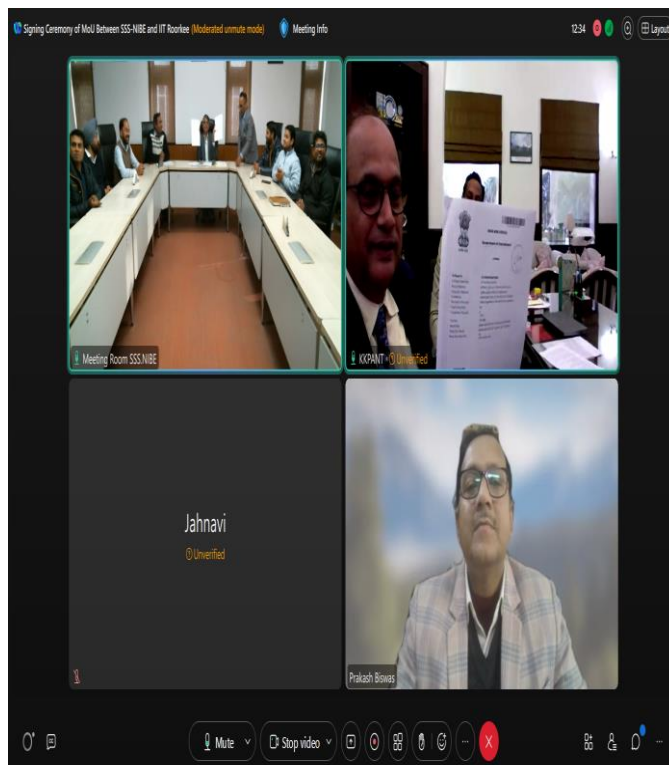 Signing Ceremony of MoU Between SSS-NIBE and IIT Roorkee (Moderated unmute mode) Meeting Info 12:34 Layout
Meeting Room SSS.NIBE
KKPANT • Unverified
Jahnavi
Unverified
Prakash Biswas
Mute Stop video